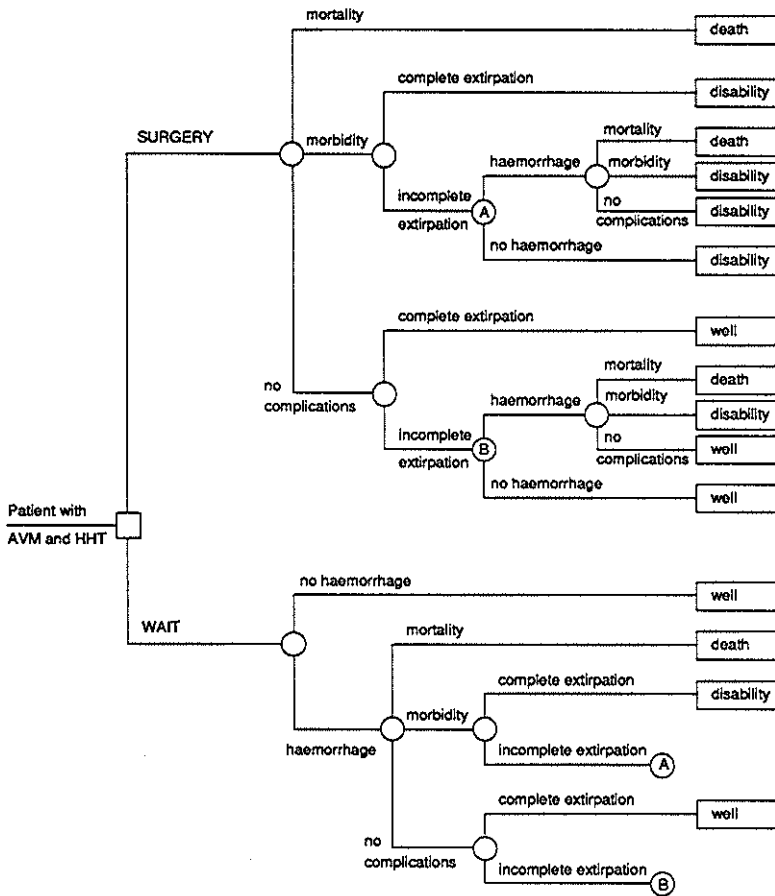 mortality
death
complete extirpation
disability
SURGERY
morbidity
mortality
death
haemorrhage
morbidity
disability
incomplete
extirpation
A
no
complications
disability
no haemorrhage
disability
complete extirpation
well
no
complications
mortality
death
haemorrhage
morbidity
disability
incomplete
extirpation
B
no
complications
well
no haemorrhage
well
Patient with
AVM and HHT
no haemorrhage
well
WAIT
mortality
death
complete extirpation
disability
haemorrhage
morbidity
incomplete extirpation
A
complete extirpation
well
no
complications
incomplete extirpation
B